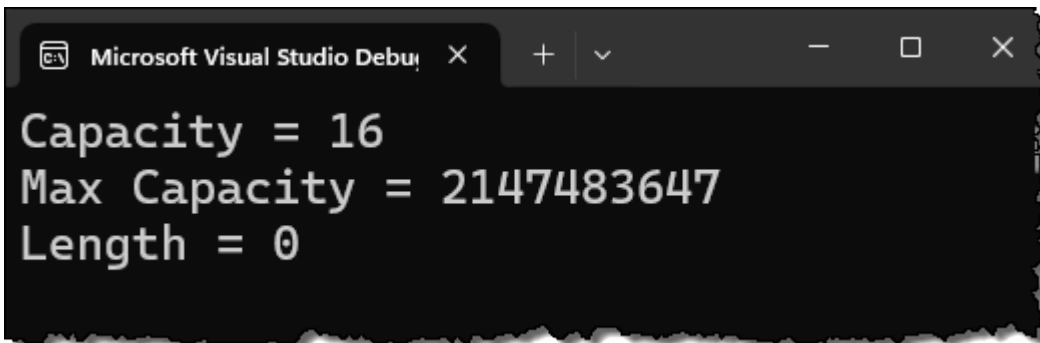 Microsoft Visual Studio Debu
Capacity = 16
Max Capacity = 2147483647
Length = 0